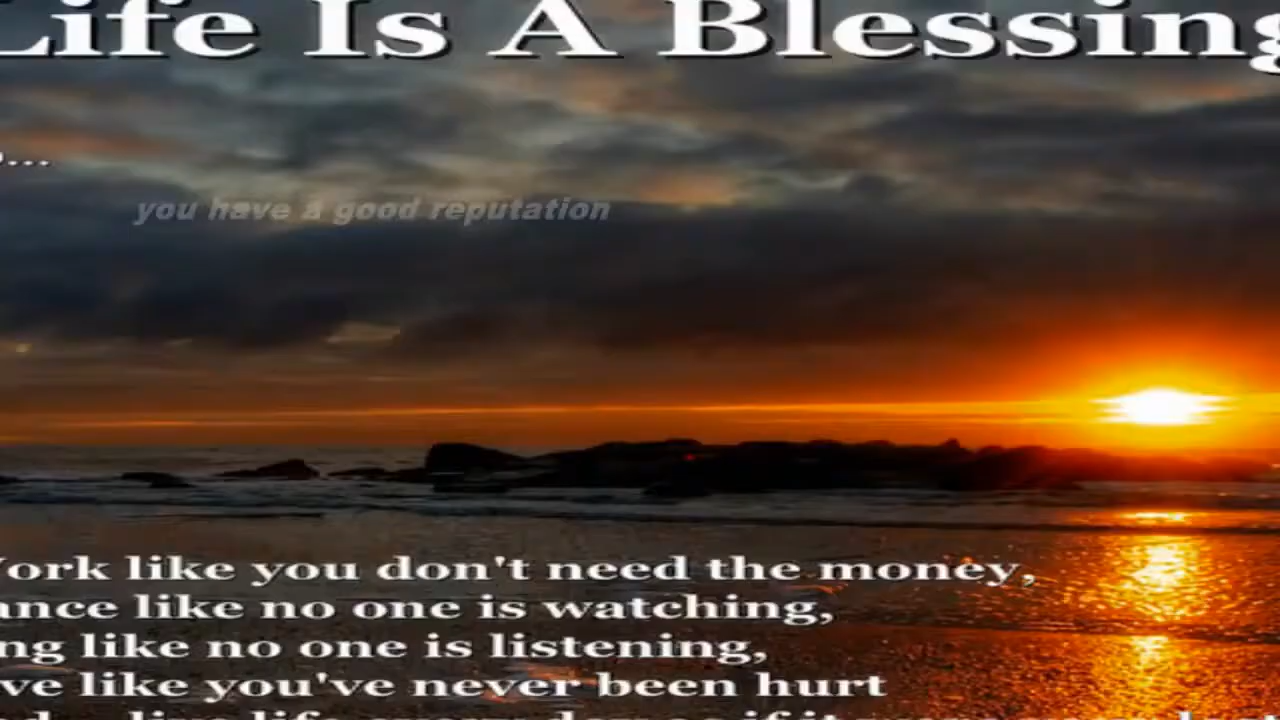 Life Is A Blessing
...
you have a good reputation
ork like you don't need the money,
ance like no one is watching,
ng like no one is listening,
ve like you've never been hurt